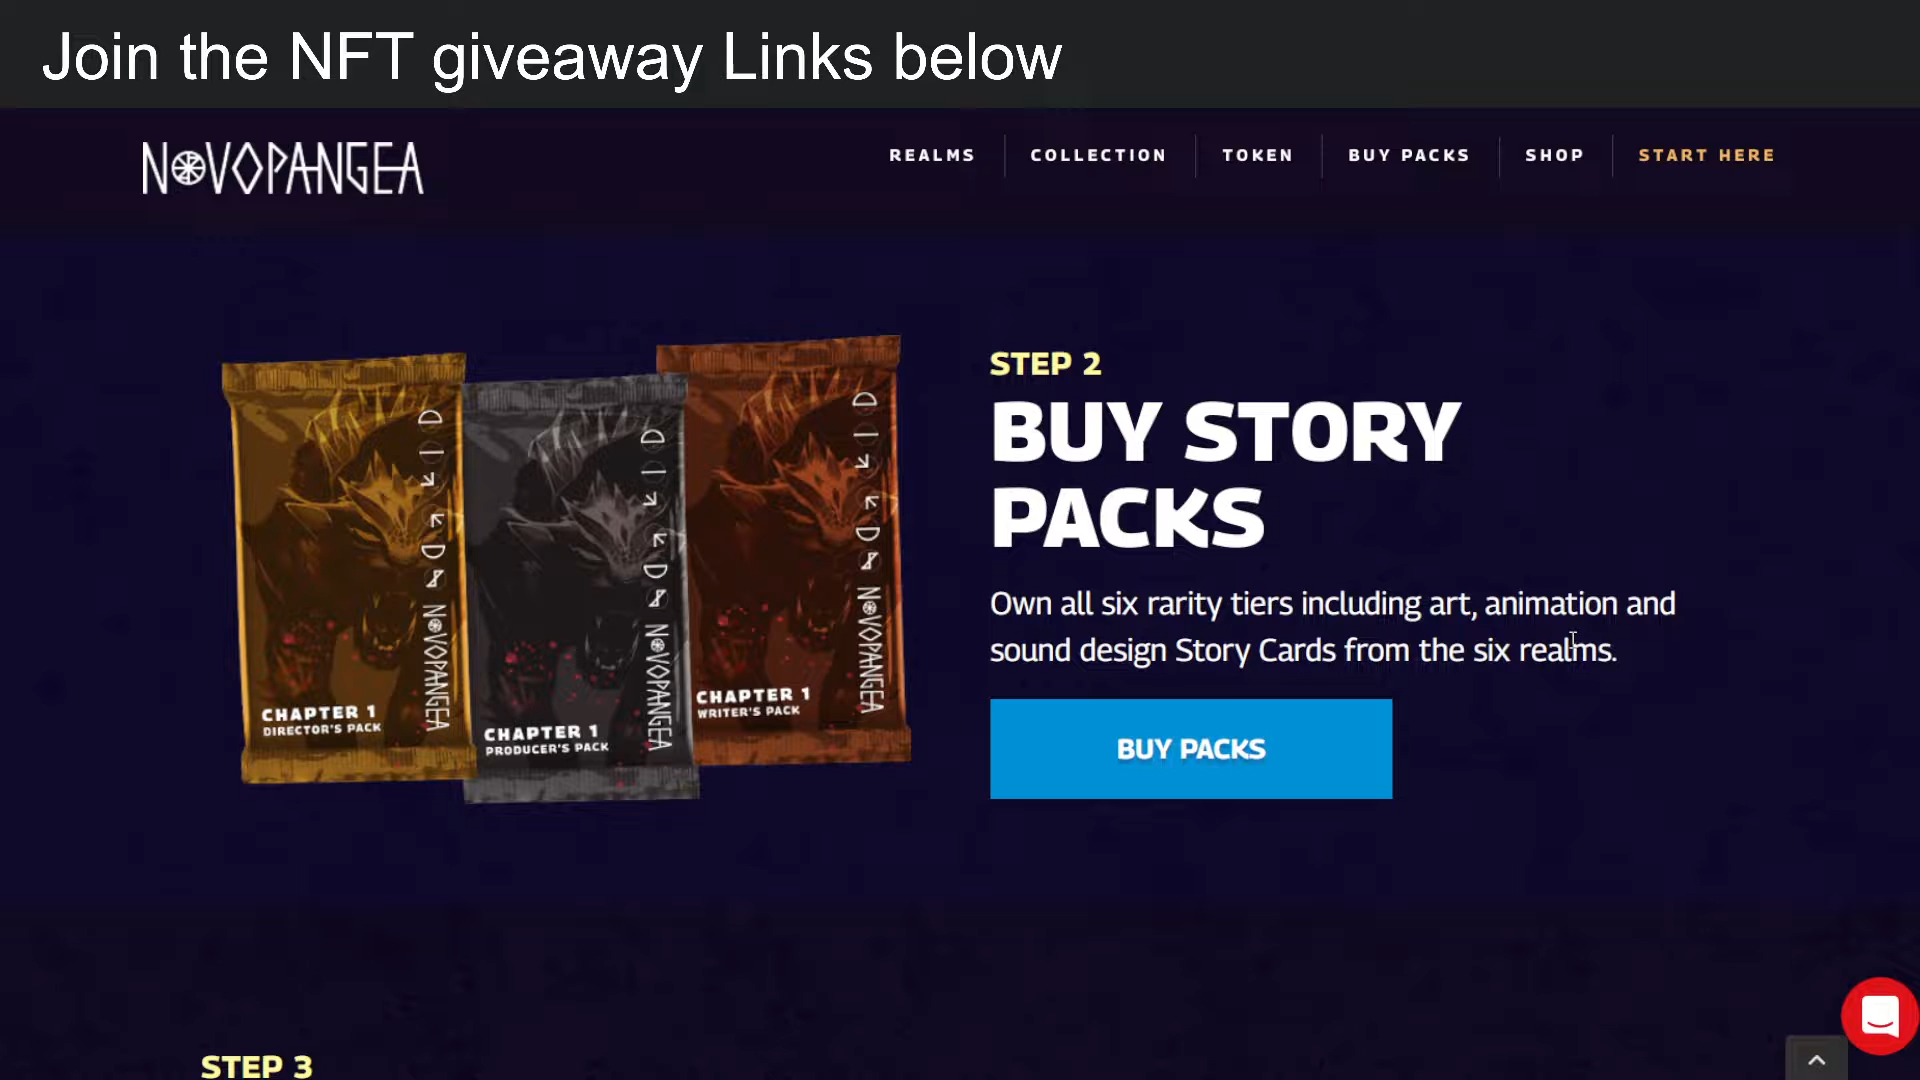 Join the NFT giveaway Links below
NOVOPANGEA
REALMS
COLLECTION
TOKEN
BUY PACKS
SHOP
START HERE
STEP 2
BUY STORY
PACKS
Own all six rarity tiers including art, animation and
sound design Story Cards from the six realms.
BUY PACKS
NOVOPANGEA
CHAPTER 1
DIRECTOR'S PACK
NOVOPANGEA
CHAPTER 1
PRODUCER'S PACK
NOVOPANGEA
CHAPTER 1
WRITER'S PACK
STEP 3